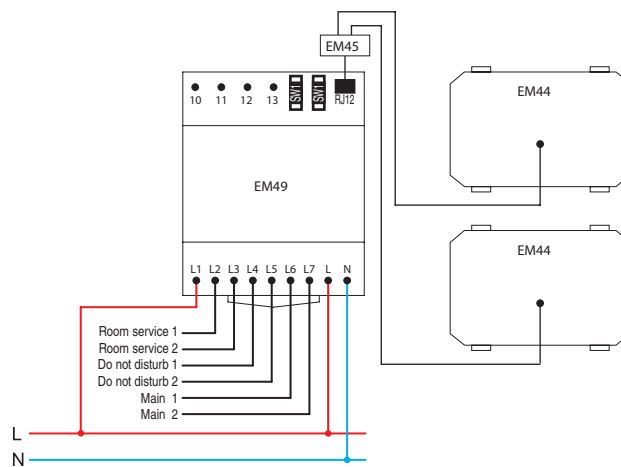 EM45
EM44
10 11 12 13 SW1 SW1 RJ12
EM49
EM44
L1 L2 L3 L4 L5 L6 L7 L N
Room service 1
Room service 2
Do not disturb 1
Do not disturb 2
Main 1
Main 2
L
N